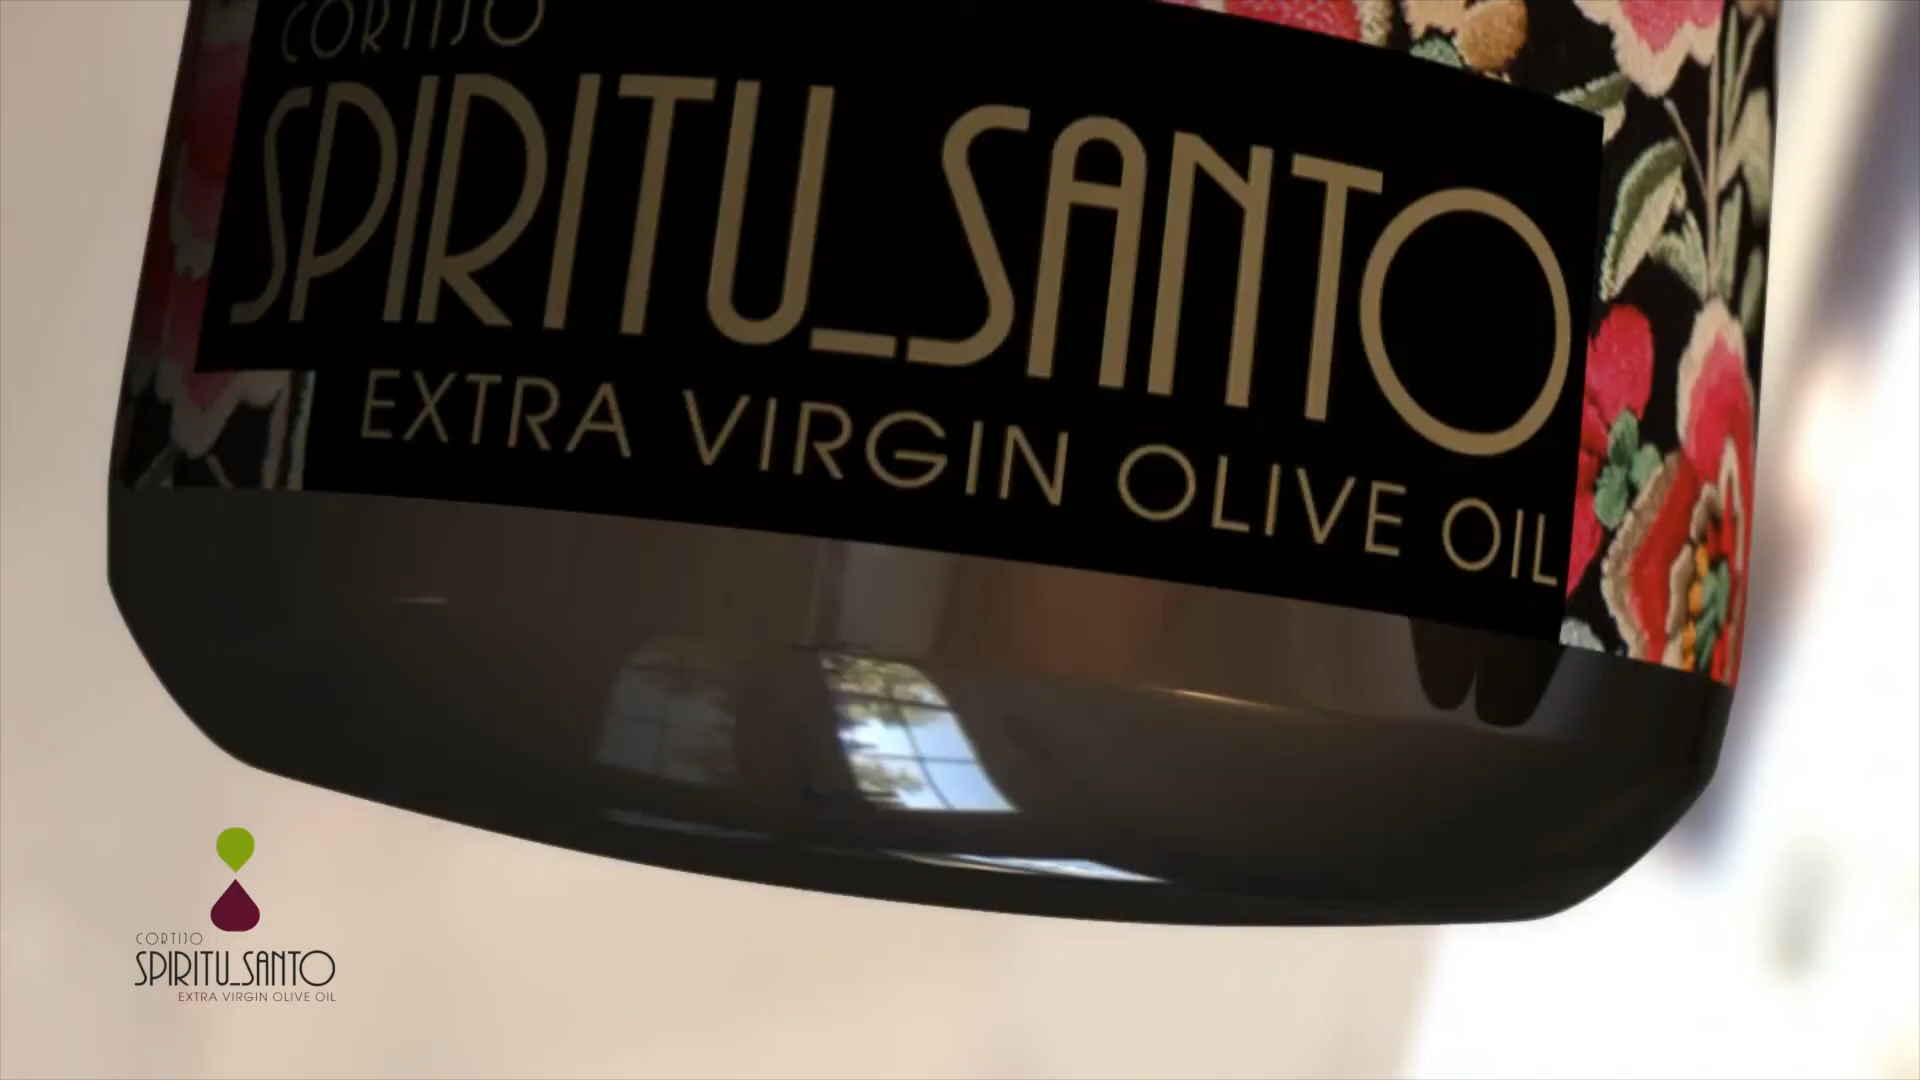 CORTIJO
SPIRITU_SANTO
EXTRA VIRGIN OLIVE OIL
CORTIJO
SPIRITU_SANTO
EXTRA VIRGIN OLIVE OIL